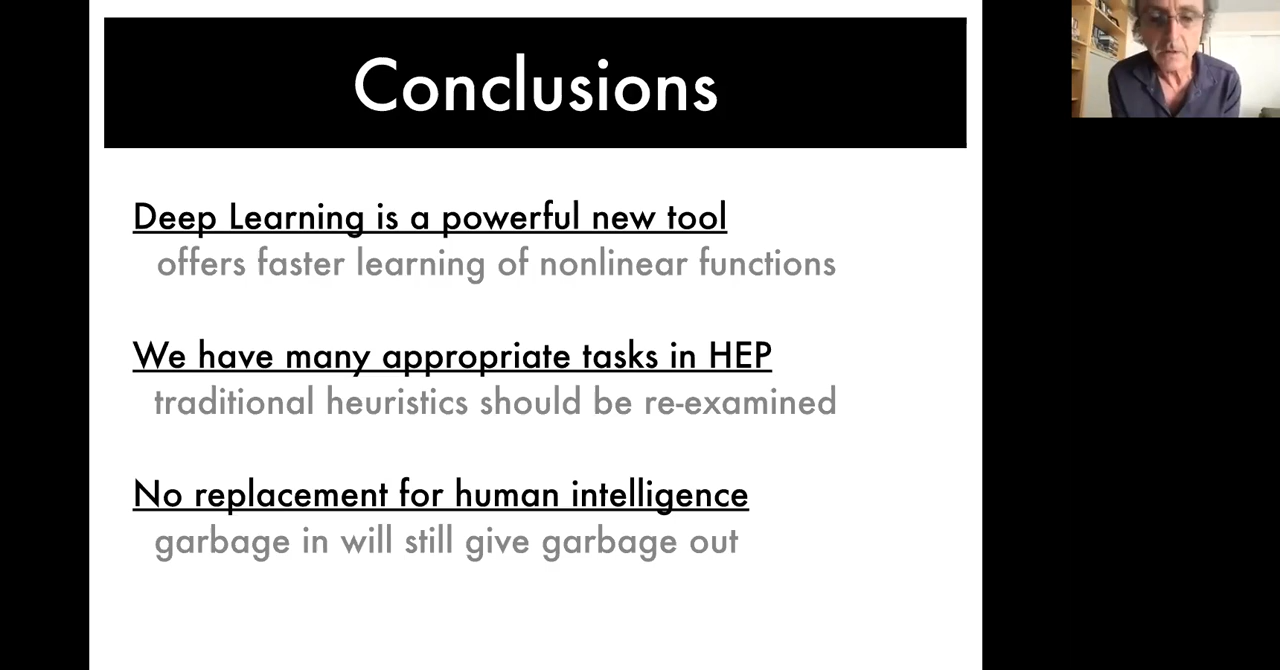 Conclusions
Deep Learning is a powerful new tool
offers faster learning of nonlinear functions
We have many appropriate tasks in HEP
traditional heuristics should be re-examined
No replacement for human intelligence
garbage in will still give garbage out